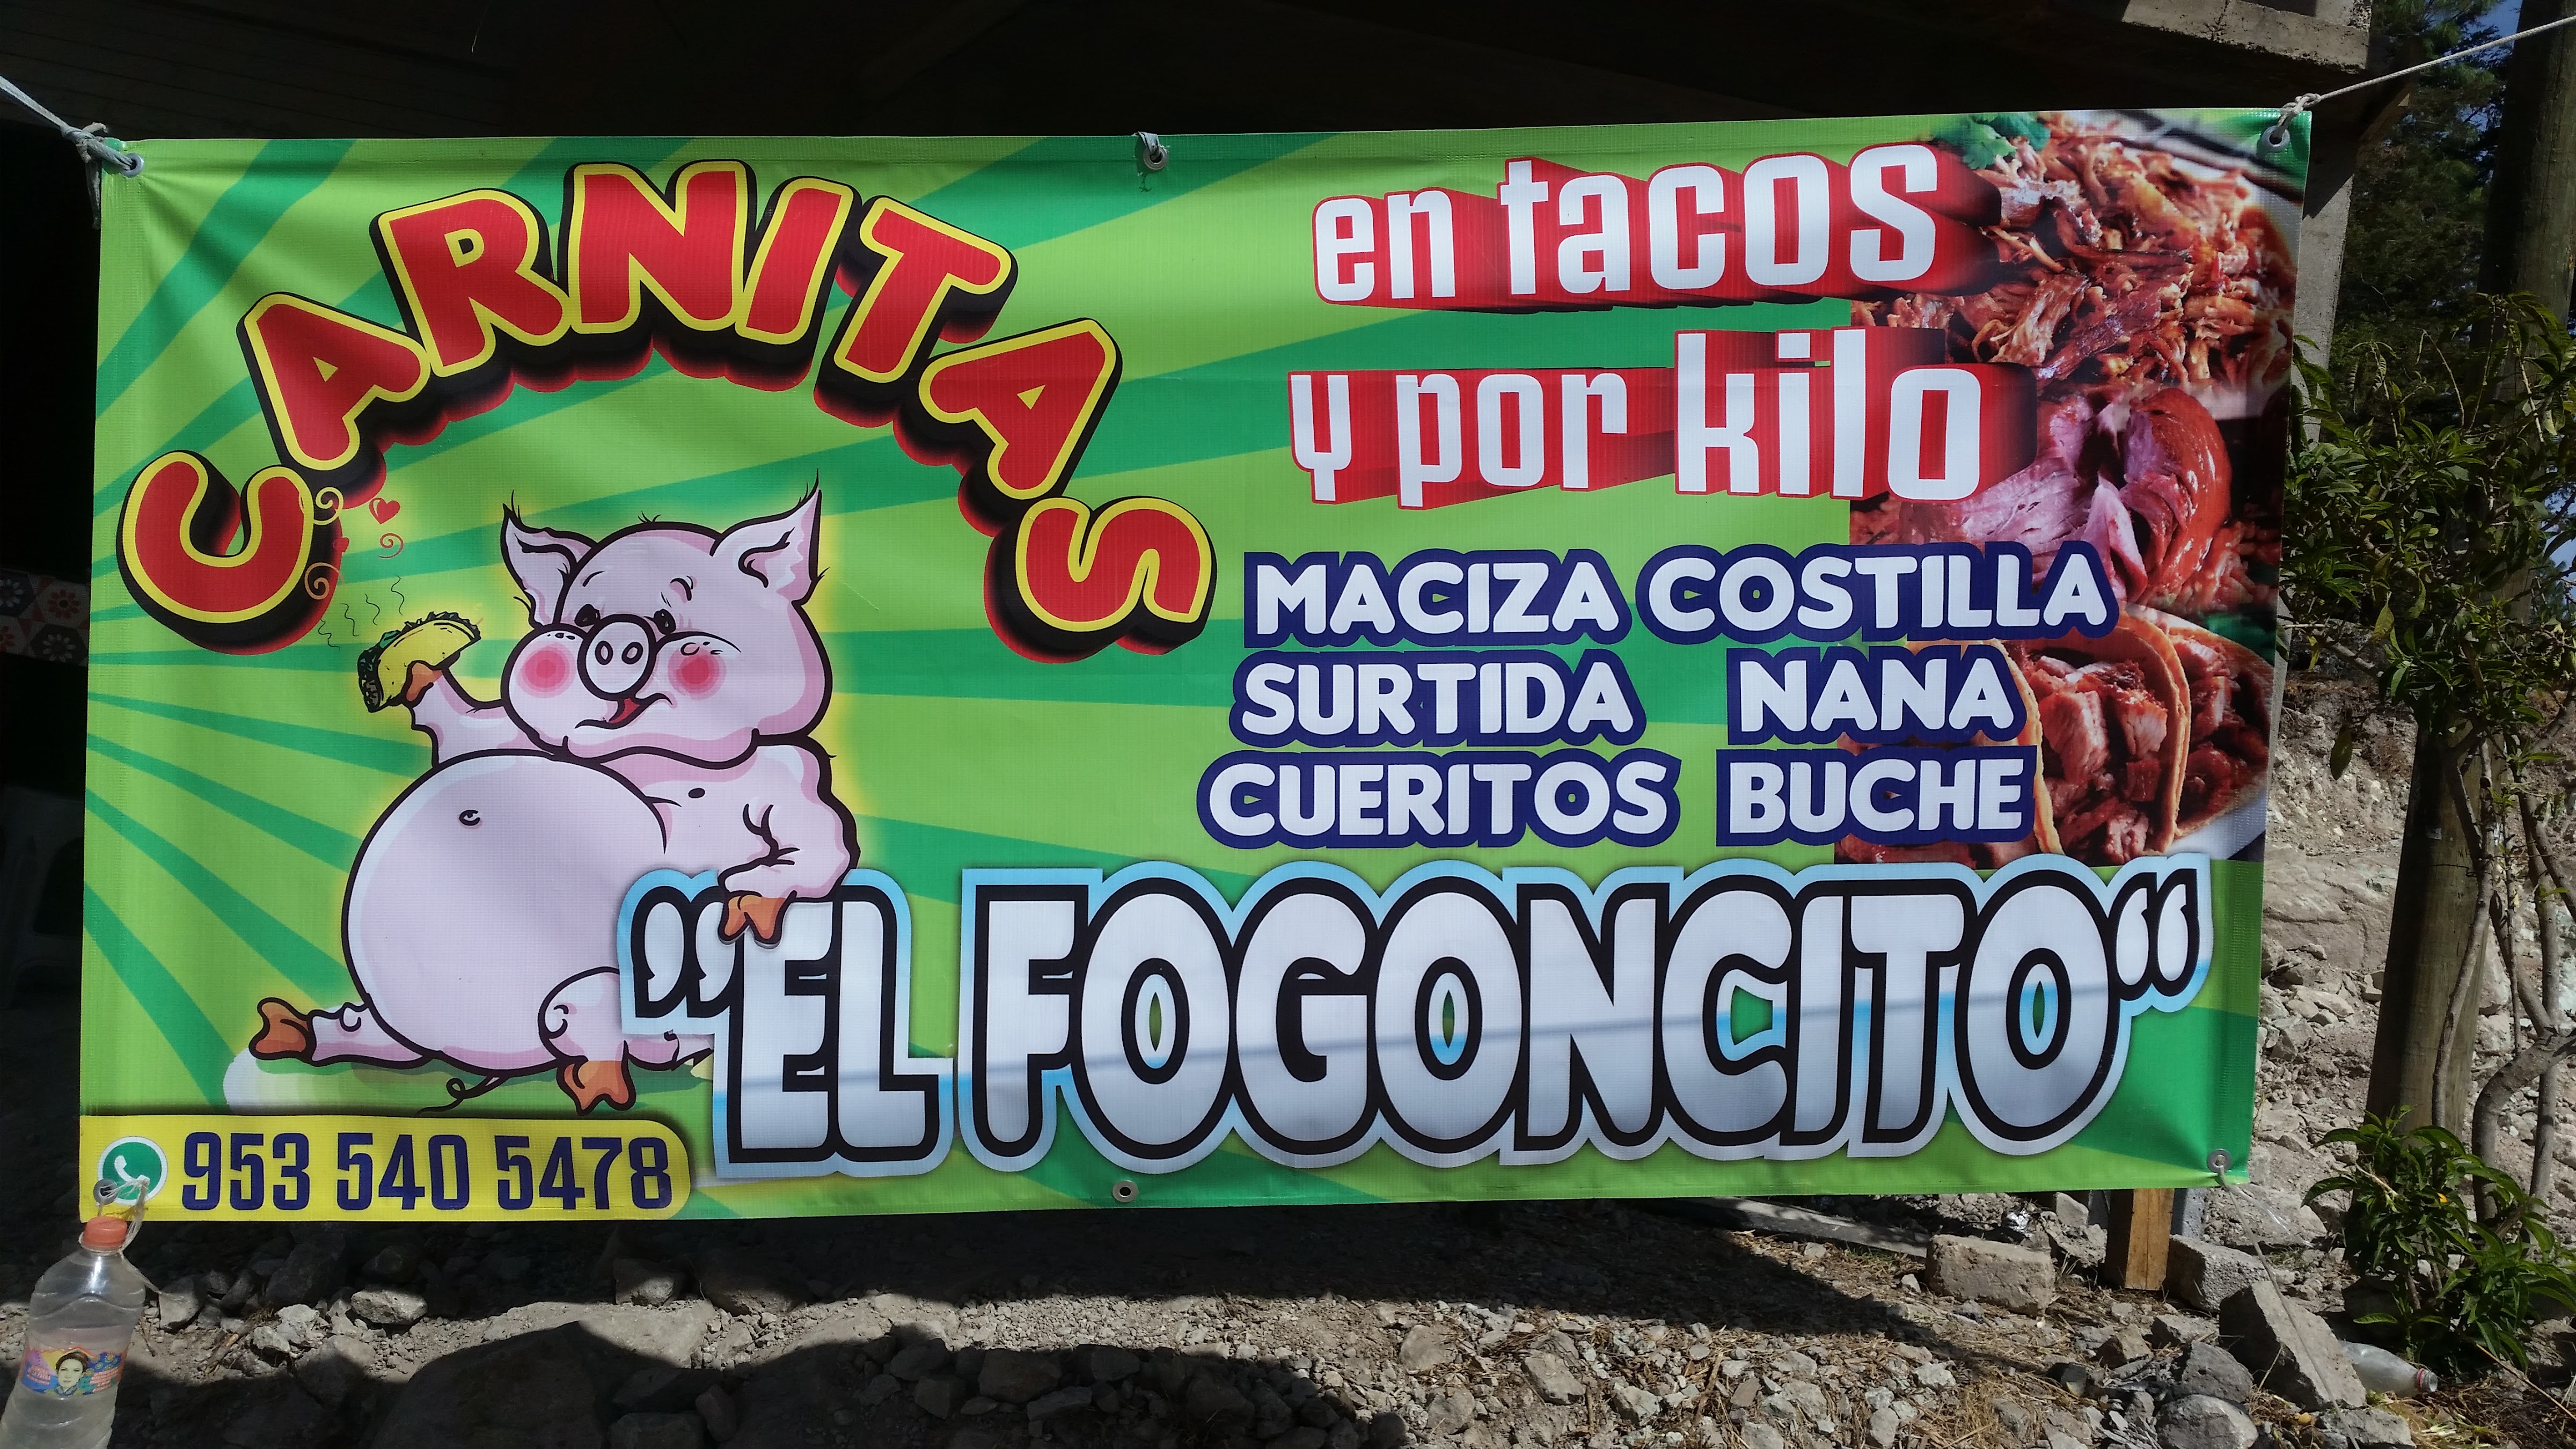 CARNITAS
en tacos
y por kilo
MACIZA COSTILLA
SURTIDA NANA
CUERITOS BUCHE
"EL FOGONCITO"
953 540 5478